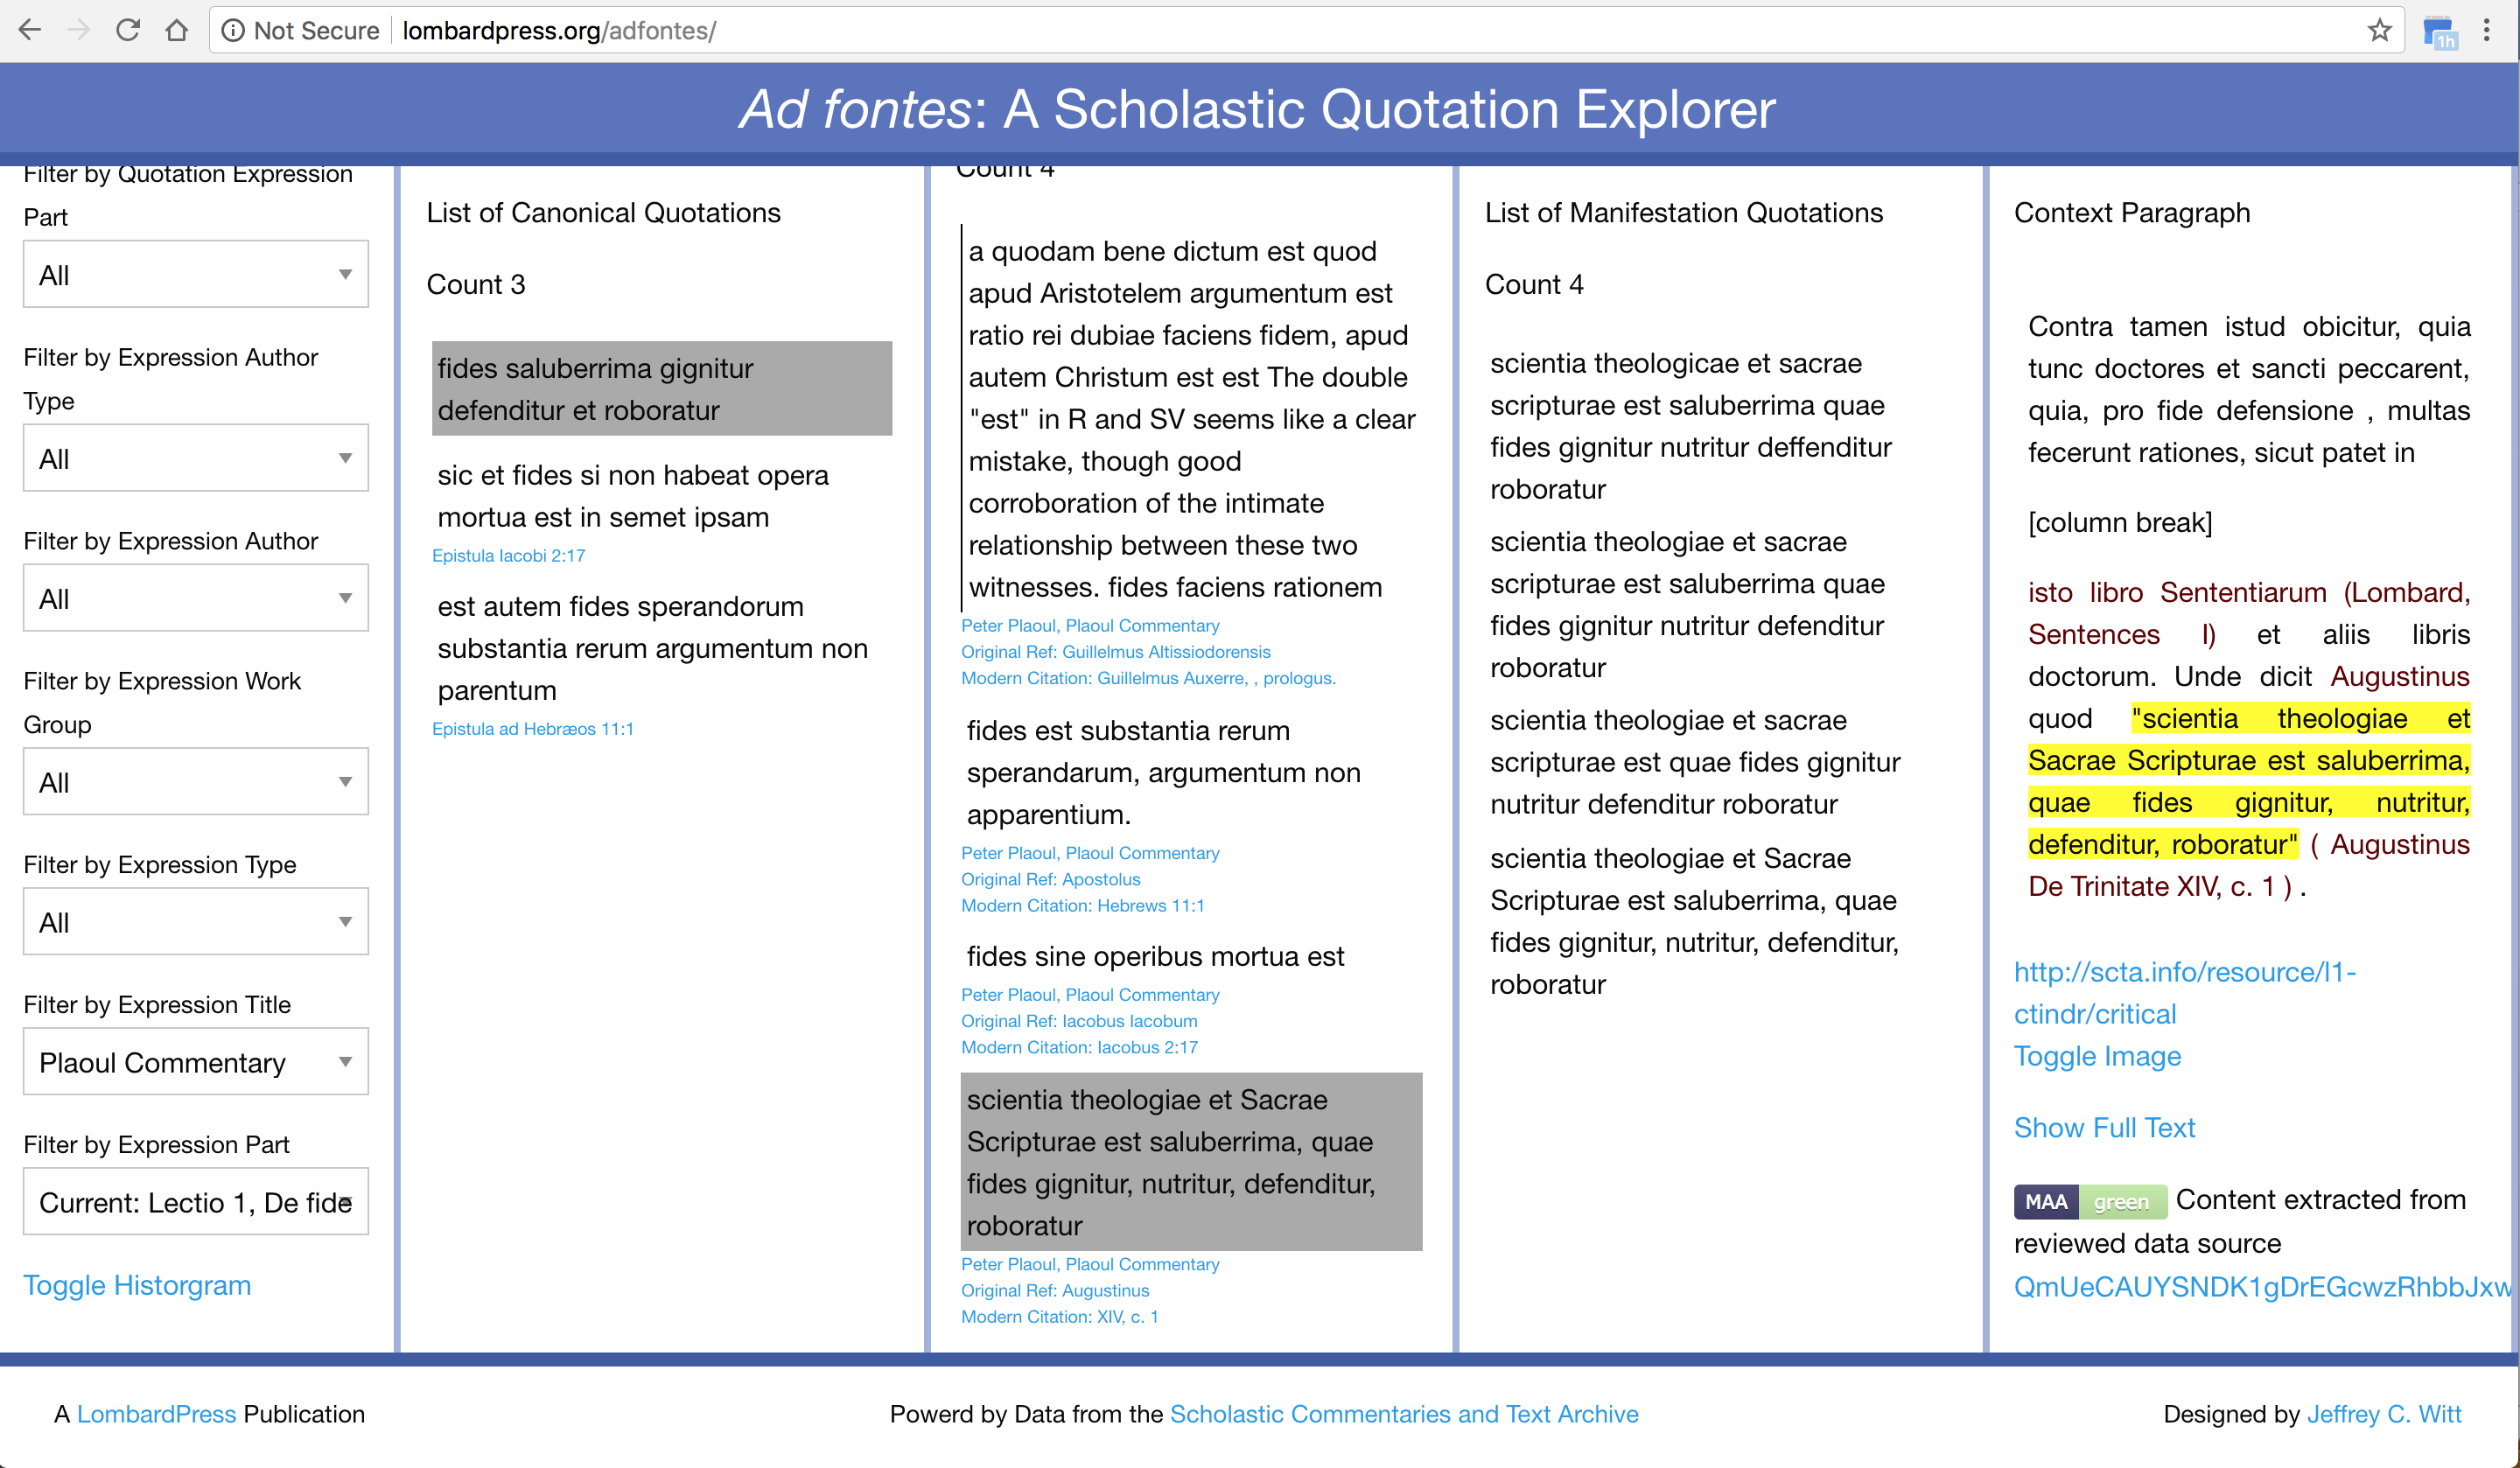 Not Secure
lombardpress.org/adfontes/
1h
Ad fontes: A Scholastic Quotation Explorer
Filter by Quotation Expression
Part
All
Filter by Expression Author
Type
All
Filter by Expression Author
All
Filter by Expression Work
Group
All
Filter by Expression Type
All
Filter by Expression Title
Plaoul Commentary
Filter by Expression Part
Current: Lectio 1, De fide
Toggle Historgram
List of Canonical Quotations
Count 3
fides saluberrima gignitur
defenditur et roboratur
sic et fides si non habeat opera
mortua est in semet ipsam
Epistula Iacobi 2:17
est autem fides sperandorum
substantia rerum argumentum non
parentum
Epistula ad Hebræos 11:1
Count 4
a quodam bene dictum est quod
apud Aristotelem argumentum est
ratio rei dubiae faciens fidem, apud
autem Christum est est The double
"est" in R and SV seems like a clear
mistake, though good
corroboration of the intimate
relationship between these two
witnesses. fides faciens rationem
Peter Plaoul, Plaoul Commentary
Original Ref: Guillelmus Altissiodorensis
Modern Citation: Guillelmus Auxerre, , prologus.
fides est substantia rerum
sperandarum, argumentum non
apparentium.
Peter Plaoul, Plaoul Commentary
Original Ref: Apostolus
Modern Citation: Hebrews 11:1
fides sine operibus mortua est
Peter Plaoul, Plaoul Commentary
Original Ref: Iacobus Iacobum
Modern Citation: Iacobus 2:17
scientia theologiae et Sacrae
Scripturae est saluberrima, quae
fides gignitur, nutritur, defenditur,
roboratur
Peter Plaoul, Plaoul Commentary
Original Ref: Augustinus
Modern Citation: XIV, c. 1
List of Manifestation Quotations
Count 4
scientia theologicae et sacrae
scripturae est saluberrima quae
fides gignitur nutritur deffenditur
roboratur
scientia theologiae et sacrae
scripturae est saluberrima quae
fides gignitur nutritur defenditur
roboratur
scientia theologiae et sacrae
scripturae est quae fides gignitur
nutritur defenditur roboratur
scientia theologiae et Sacrae
Scripturae est saluberrima, quae
fides gignitur, nutritur, defenditur,
roboratur
Context Paragraph
Contra tamen istud obicitur, quia
tunc doctores et sancti peccarent,
quia, pro fide defensione , multas
fecerunt rationes, sicut patet in
[column break]
isto libro Sententiarum (Lombard,
Sentences I) et aliis libris
doctorum. Unde dicit Augustinus
quod "scientia theologiae et
Sacrae Scripturae est saluberrima,
quae fides gignitur, nutritur,
defenditur, roboratur" ( Augustinus
De Trinitate XIV, c. 1 ) .
http://scta.info/resource/l1-
ctindr/critical
Toggle Image
Show Full Text
MAA green Content extracted from
reviewed data source
QmUeCAUYSNDK1gDrEGcwzRhbbJxw
A LombardPress Publication
Powerd by Data from the Scholastic Commentaries and Text Archive
Designed by Jeffrey C. Witt